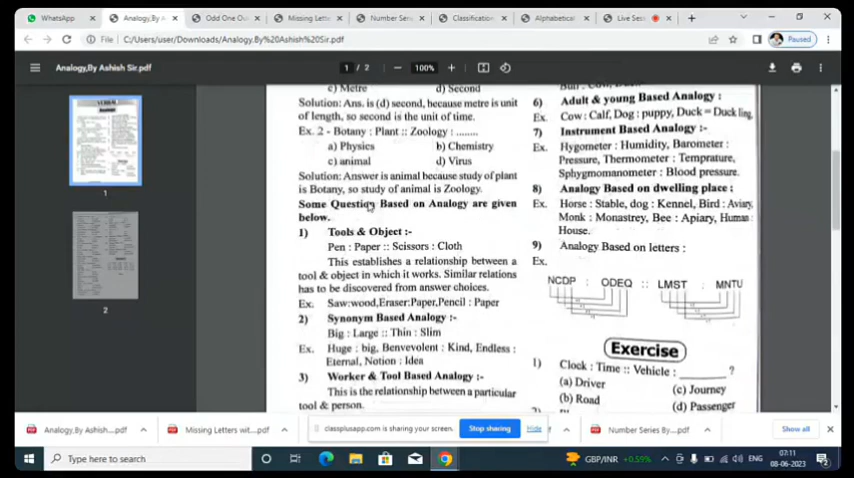 WhatsApp
Analogy,By A
Odd One Ou
Missing Lette
Number Seri
Classification
Alphabetical
Live Ses
File
C:/Users/user/Downloads/Analogy.By%20Ashish%20Sir.pdf
Paused
Analogy,By Ashish Sir.pdf
1 / 2
100%
1
2
c) Metre d) Second
Solution: Ans. is (d) second, because metre is unit
of length, so second is the unit of time.
Ex. 2 - Botany : Plant :: Zoology : ........
a) Physics b) Chemistry
c) animal d) Virus
Solution: Answer is animal because study of plant
is Botany, so study of animal is Zoology.
Some Question Based on Analogy are given
below.
1) Tools & Object :-
Pen : Paper :: Scissors : Cloth
This establishes a relationship between a
tool & object in which it works. Similar relations
has to be discovered from answer choices.
Ex. Saw:wood,Eraser:Paper,Pencil : Paper
2) Synonym Based Analogy :-
Big : Large :: Thin : Slim
Ex. Huge : big, Benvevolent : Kind, Endless :
Eternal, Notion : Idea
3) Worker & Tool Based Analogy :-
This is the relationship between a particular
tool & person.
6) Adult & young Based Analogy :
Ex. Cow : Calf, Dog : puppy, Duck = Duck ling,
7) Instrument Based Analogy :-
Ex. Hygometer : Humidity, Barometer :
Pressure, Thermometer : Temprature,
Sphygmomanometer : Blood pressure.
8) Analogy Based on dwelling place :
Ex. Horse : Stable, dog : Kennel, Bird : Aviary,
Monk : Monastrey, Bee : Apiary, Human :
House.
9) Analogy Based on letters :
Ex.
NCDP : ODEQ :: LMST : MNTU
Exercise
1) Clock : Time :: Vehicle : ________ ?
(a) Driver (c) Journey
(b) Road (d) Passenger
Analogy,By Ashish....pdf
Missing Letters wit....pdf
classplusapp.com is sharing your screen.
Stop sharing
Hide
Number Series By....pdf
Show all
Type here to search
GBP/INR +0.59%
ENG
07:11
08-06-2023
2